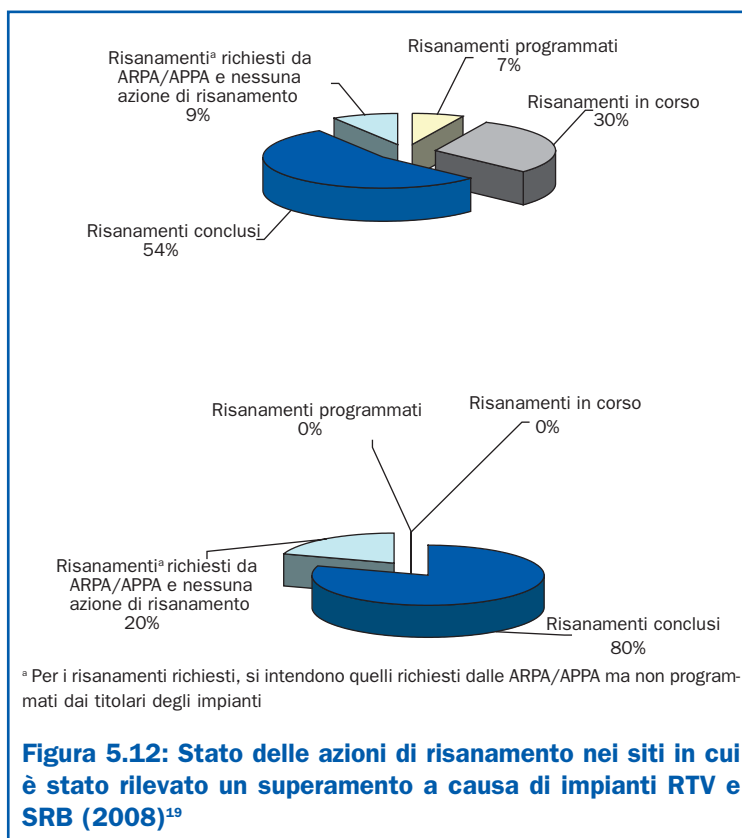 Risanamentiᵃ richiesti da
ARPA/APPA e nessuna
azione di risanamento
9%
Risanamenti programmati
7%
Risanamenti in corso
30%
Risanamenti conclusi
54%
Risanamenti programmati
0%
Risanamenti in corso
0%
Risanamentiᵃ richiesti da
ARPA/APPA e nessuna
azione di risanamento
20%
Risanamenti conclusi
80%
ᵃ Per i risanamenti richiesti, si intendono quelli richiesti dalle ARPA/APPA ma non program-
mati dai titolari degli impianti
Figura 5.12: Stato delle azioni di risanamento nei siti in cui
è stato rilevato un superamento a causa di impianti RTV e
SRB (2008)¹⁹